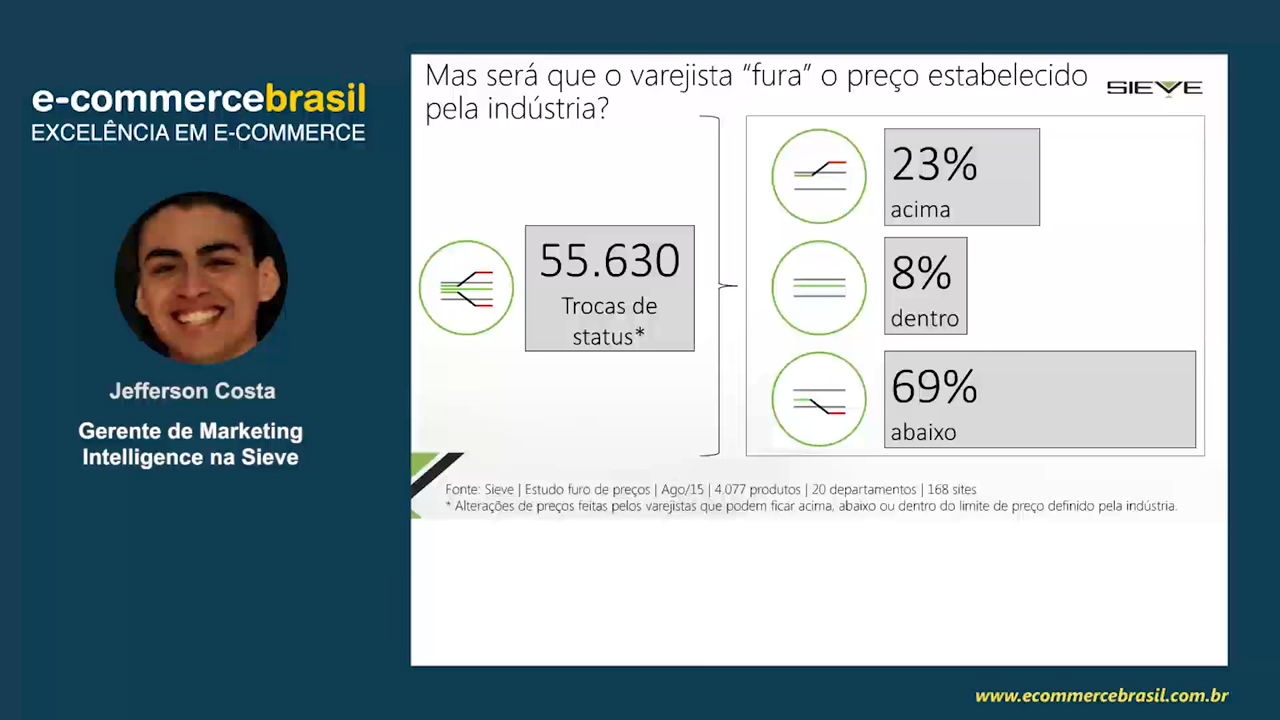 e-commercebrasil
EXCELÊNCIA EM E-COMMERCE
Jefferson Costa
Gerente de Marketing
Intelligence na Sieve
Mas será que o varejista “fura” o preço estabelecido
pela indústria?
SIEVE
55.630
Trocas de
status*
23%
acima
8%
dentro
69%
abaixo
Fonte: Sieve | Estudo furo de preços | Ago/15 | 4.077 produtos | 20 departamentos | 168 sites
* Alterações de preços feitas pelos varejistas que podem ficar acima, abaixo ou dentro do limite de preço definido pela indústria.
www.ecommercebrasil.com.br